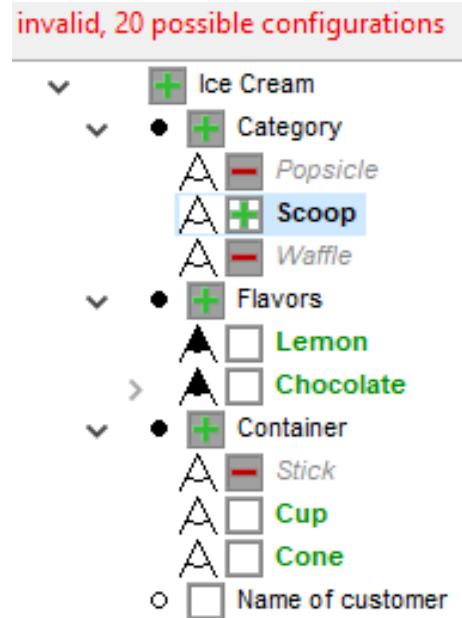 invalid, 20 possible configurations
Ice Cream
Category
Popsicle
Scoop
Waffle
Flavors
Lemon
Chocolate
Container
Stick
Cup
Cone
Name of customer